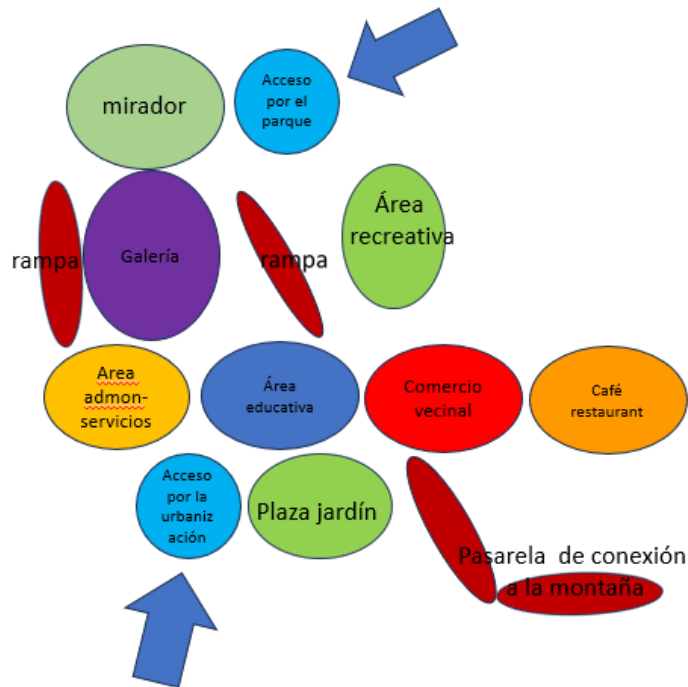 mirador
Acceso
por el
parque
Área
recreativa
rampa
Galería
rampa
Area
admon-
servicios
Área
educativa
Comercio
vecinal
Café
restaurant
Acceso
por la
urbaniz
ación
Plaza jardín
Pasarela de conexión
a la montaña